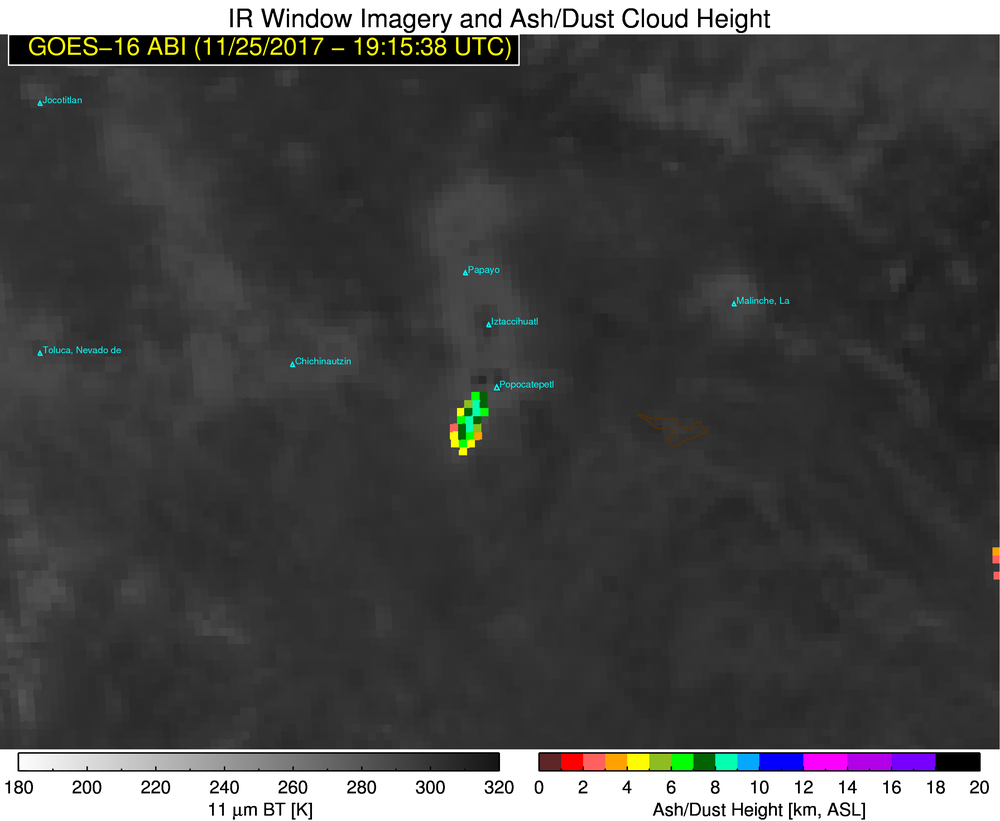 IR Window Imagery and Ash/Dust Cloud Height
GOES−16 ABI (11/25/2017 − 19:15:38 UTC)
Jocotitlan
Papayo
Malinche, La
Iztaccihuatl
Toluca, Nevado de
Chichinautzin
Popocatepetl
180 200 220 240 260 280 300 320
11 μm BT [K]
0 2 4 6 8 10 12 14 16 18 20
Ash/Dust Height [km, ASL]